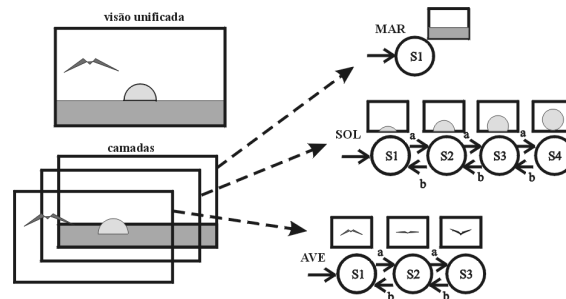 visão unificada
camadas
MAR
S1
SOL
a a a
S1 S2 S3 S4
b b b
AVE
a a
S1 S2 S3
b b